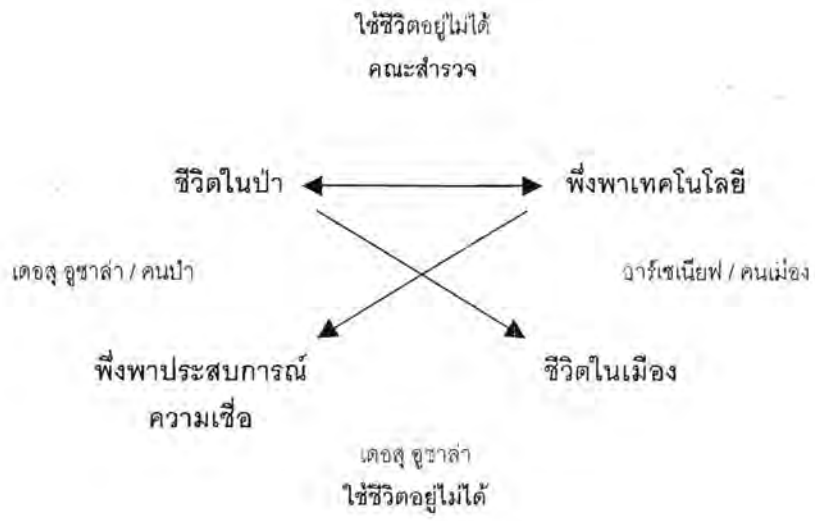 ใช้ชีวิตอยู่ไม่ได้
คณะสำรวจ
ชีวิตในป่า
พึ่งพาเทคโนโลยี
เดอสุ อูซาล่า / คนป่า
อาร์เซเนียฟ / คนเมือง
พึ่งพาประสบการณ์
ความเชื่อ
ชีวิตในเมือง
เดอสุ อูซาล่า
ใช้ชีวิตอยู่ไม่ได้